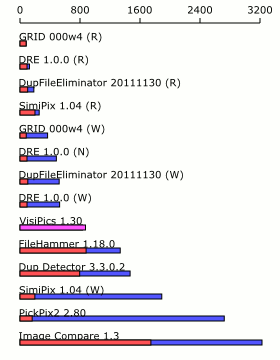 0 800 1600 2400 3200
GRID 000w4 (R)
DRE 1.0.0 (R)
DupFileEliminator 20111130 (R)
SimiPix 1.04 (R)
GRID 000w4 (W)
DRE 1.0.0 (N)
DupFileEliminator 20111130 (W)
DRE 1.0.0 (W)
VisiPics 1.30
FileHammer 1.18.0
Dup Detector 3.3.0.2
SimiPix 1.04 (W)
PickPix2 2.80
Image Compare 1.3